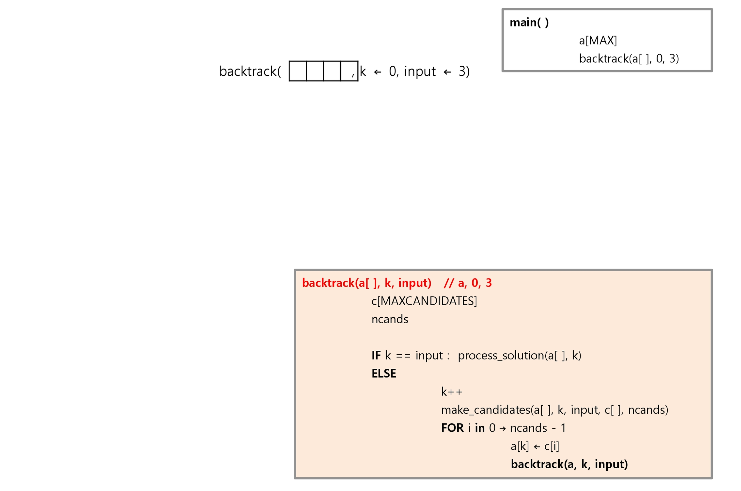 main( )
a[MAX]
backtrack(a[ ], 0, 3)
backtrack( , k ← 0, input ← 3)
backtrack(a[ ], k, input) // a, 0, 3
c[MAXCANDIDATES]
ncands
IF k == input : process_solution(a[ ], k)
ELSE
k++
make_candidates(a[ ], k, input, c[ ], ncands)
FOR i in 0 → ncands - 1
a[k] ← c[i]
backtrack(a, k, input)